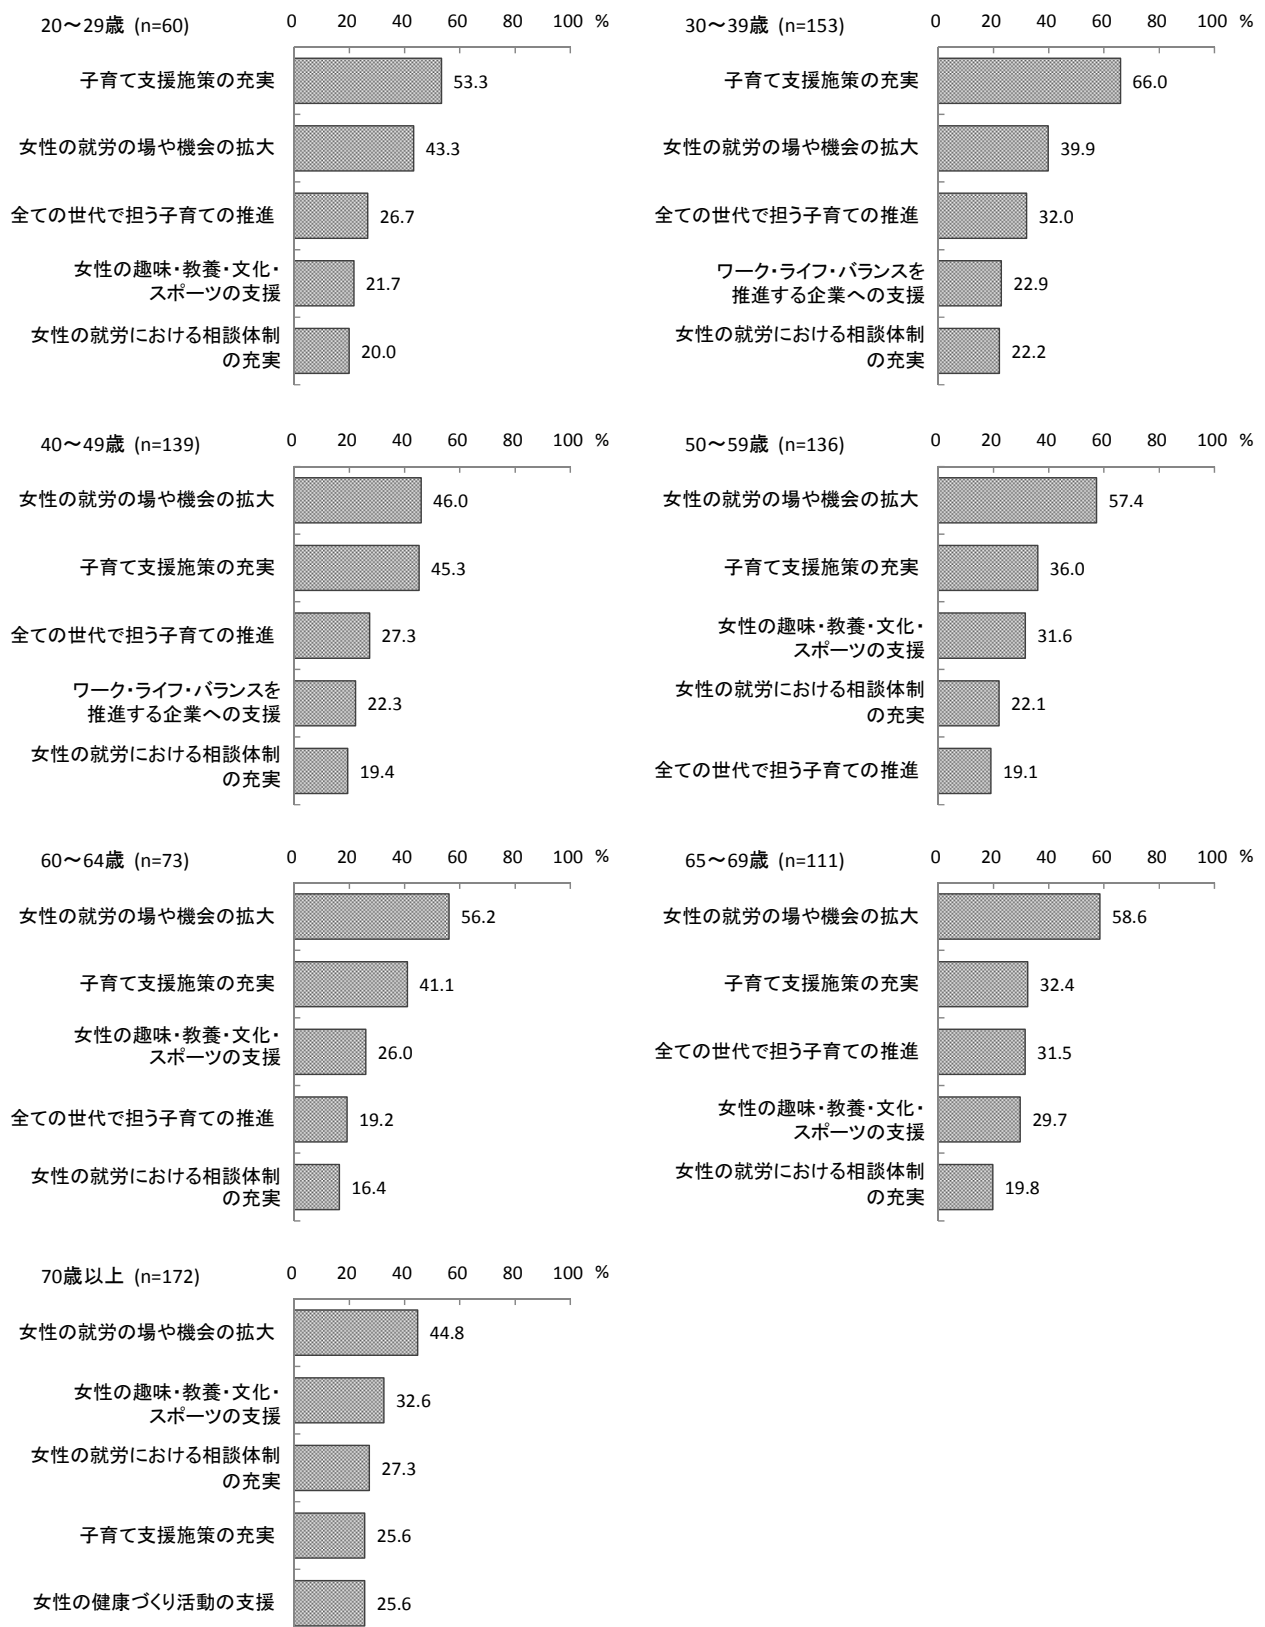 20～29歳 (n=60)
0 20 40 60 80 100 %
子育て支援施策の充実 53.3
女性の就労の場や機会の拡大 43.3
全ての世代で担う子育ての推進 26.7
女性の趣味・教養・文化・
スポーツの支援 21.7
女性の就労における相談体制
の充実 20.0
30～39歳 (n=153)
0 20 40 60 80 100 %
子育て支援施策の充実 66.0
女性の就労の場や機会の拡大 39.9
全ての世代で担う子育ての推進 32.0
ワーク・ライフ・バランスを
推進する企業への支援 22.9
女性の就労における相談体制
の充実 22.2
40～49歳 (n=139)
0 20 40 60 80 100 %
女性の就労の場や機会の拡大 46.0
子育て支援施策の充実 45.3
全ての世代で担う子育ての推進 27.3
ワーク・ライフ・バランスを
推進する企業への支援 22.3
女性の就労における相談体制
の充実 19.4
50～59歳 (n=136)
0 20 40 60 80 100 %
女性の就労の場や機会の拡大 57.4
子育て支援施策の充実 36.0
女性の趣味・教養・文化・
スポーツの支援 31.6
女性の就労における相談体制
の充実 22.1
全ての世代で担う子育ての推進 19.1
60～64歳 (n=73)
0 20 40 60 80 100 %
女性の就労の場や機会の拡大 56.2
子育て支援施策の充実 41.1
女性の趣味・教養・文化・
スポーツの支援 26.0
全ての世代で担う子育ての推進 19.2
女性の就労における相談体制
の充実 16.4
65～69歳 (n=111)
0 20 40 60 80 100 %
女性の就労の場や機会の拡大 58.6
子育て支援施策の充実 32.4
全ての世代で担う子育ての推進 31.5
女性の趣味・教養・文化・
スポーツの支援 29.7
女性の就労における相談体制
の充実 19.8
70歳以上 (n=172)
0 20 40 60 80 100 %
女性の就労の場や機会の拡大 44.8
女性の趣味・教養・文化・
スポーツの支援 32.6
女性の就労における相談体制
の充実 27.3
子育て支援施策の充実 25.6
女性の健康づくり活動の支援 25.6